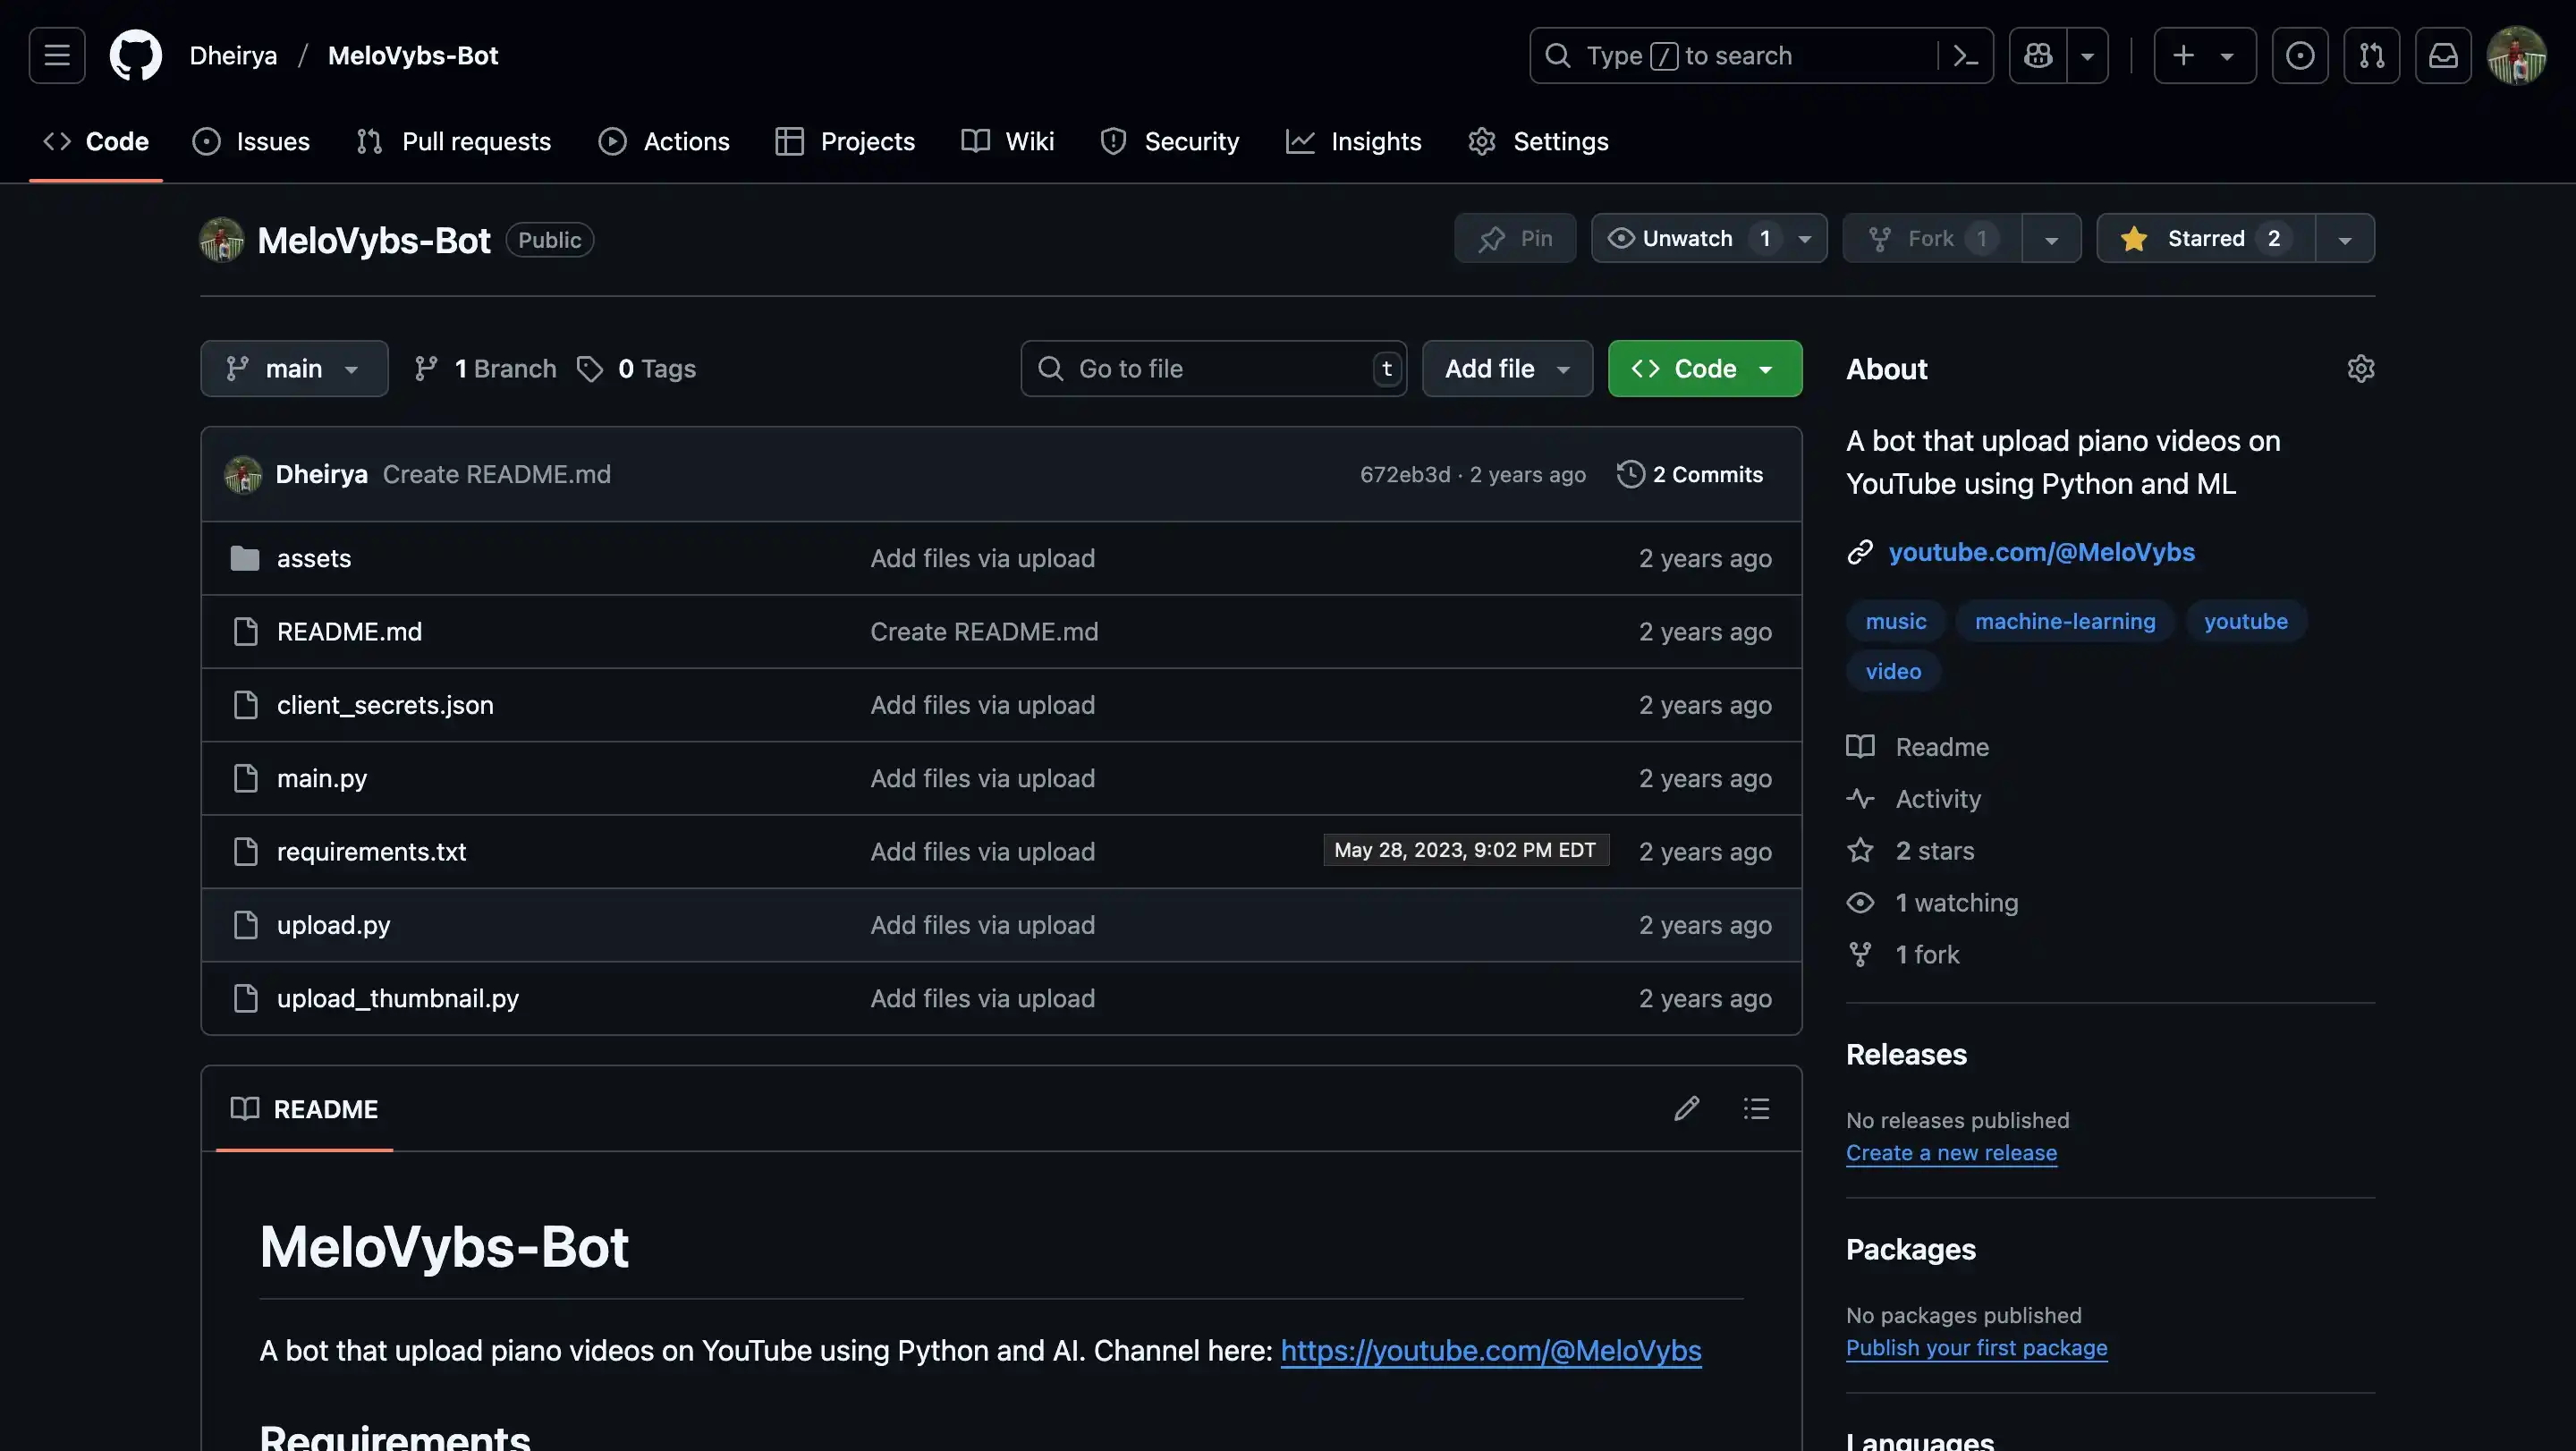 Dheirya / MeloVybs-Bot
Type / to search
Code Issues Pull requests Actions Projects Wiki Security Insights Settings
MeloVybs-Bot Public
Pin Unwatch 1 Fork 1 Starred 2
main 1 Branch 0 Tags
Go to file t Add file Code
Dheirya Create README.md 672eb3d · 2 years ago 2 Commits
assets Add files via upload 2 years ago
README.md Create README.md 2 years ago
client_secrets.json Add files via upload 2 years ago
main.py Add files via upload 2 years ago
requirements.txt Add files via upload May 28, 2023, 9:02 PM EDT 2 years ago
upload.py Add files via upload 2 years ago
upload_thumbnail.py Add files via upload 2 years ago
README
MeloVybs-Bot
A bot that upload piano videos on YouTube using Python and AI. Channel here: https://youtube.com/@MeloVybs
Requirements
About
A bot that upload piano videos on
YouTube using Python and ML
youtube.com/@MeloVybs
music machine-learning youtube
video
Readme
Activity
2 stars
1 watching
1 fork
Releases
No releases published
Create a new release
Packages
No packages published
Publish your first package
Languages